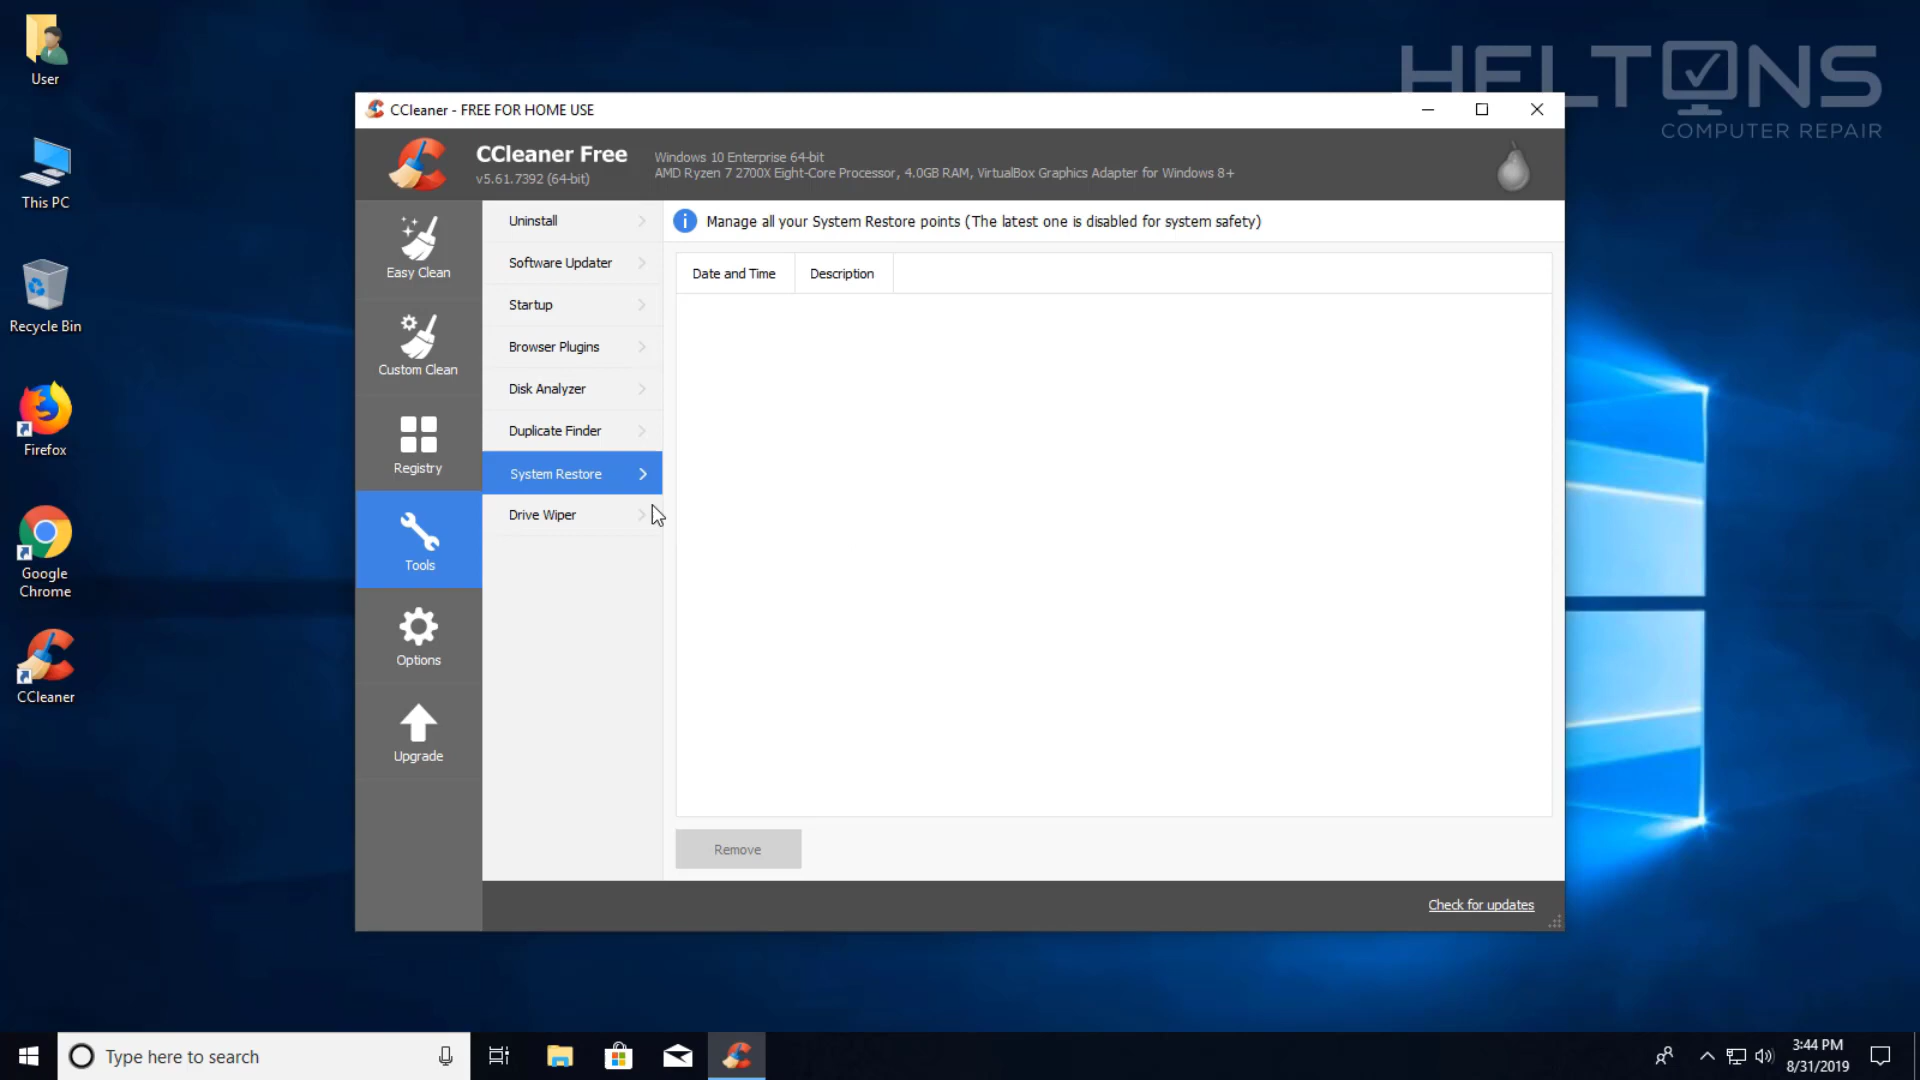 User
This PC
Recycle Bin
Firefox
Google
Chrome
CCleaner
HELTONS
COMPUTER REPAIR
CCleaner - FREE FOR HOME USE
CCleaner Free
v5.61.7392 (64-bit)
Windows 10 Enterprise 64-bit
AMD Ryzen 7 2700X Eight-Core Processor, 4.0GB RAM, VirtualBox Graphics Adapter for Windows 8+
Easy Clean
Custom Clean
Registry
Tools
Options
Upgrade
Uninstall
Software Updater
Startup
Browser Plugins
Disk Analyzer
Duplicate Finder
System Restore
Drive Wiper
Manage all your System Restore points (The latest one is disabled for system safety)
Date and Time
Description
Remove
Check for updates
Type here to search
3:44 PM
8/31/2019